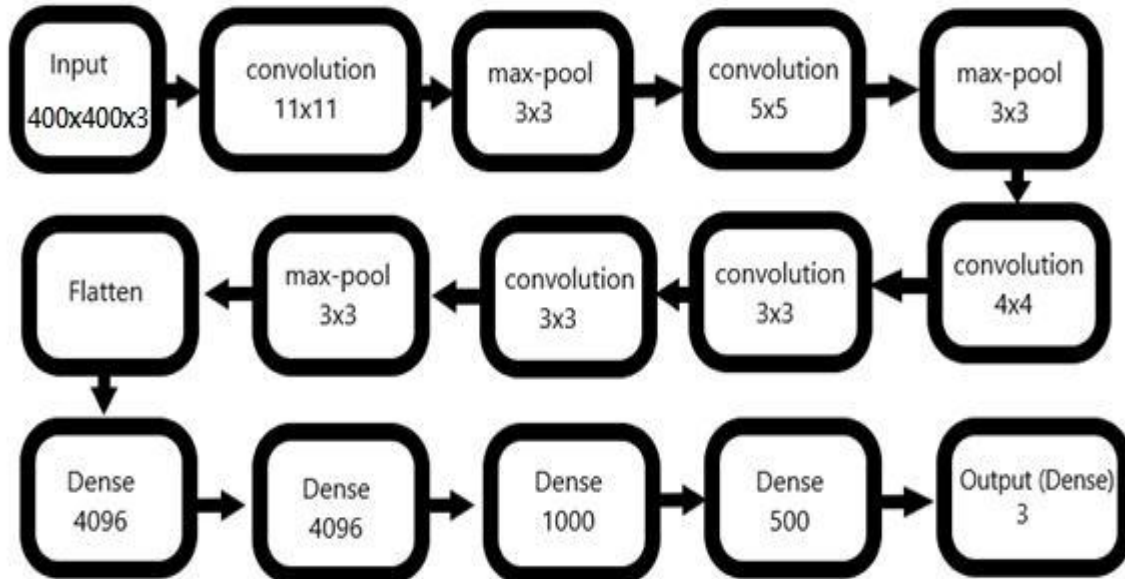 Input
400x400x3
convolution
11x11
max-pool
3x3
convolution
5x5
max-pool
3x3
convolution
4x4
convolution
3x3
convolution
3x3
max-pool
3x3
Flatten
Dense
4096
Dense
4096
Dense
1000
Dense
500
Output (Dense)
3